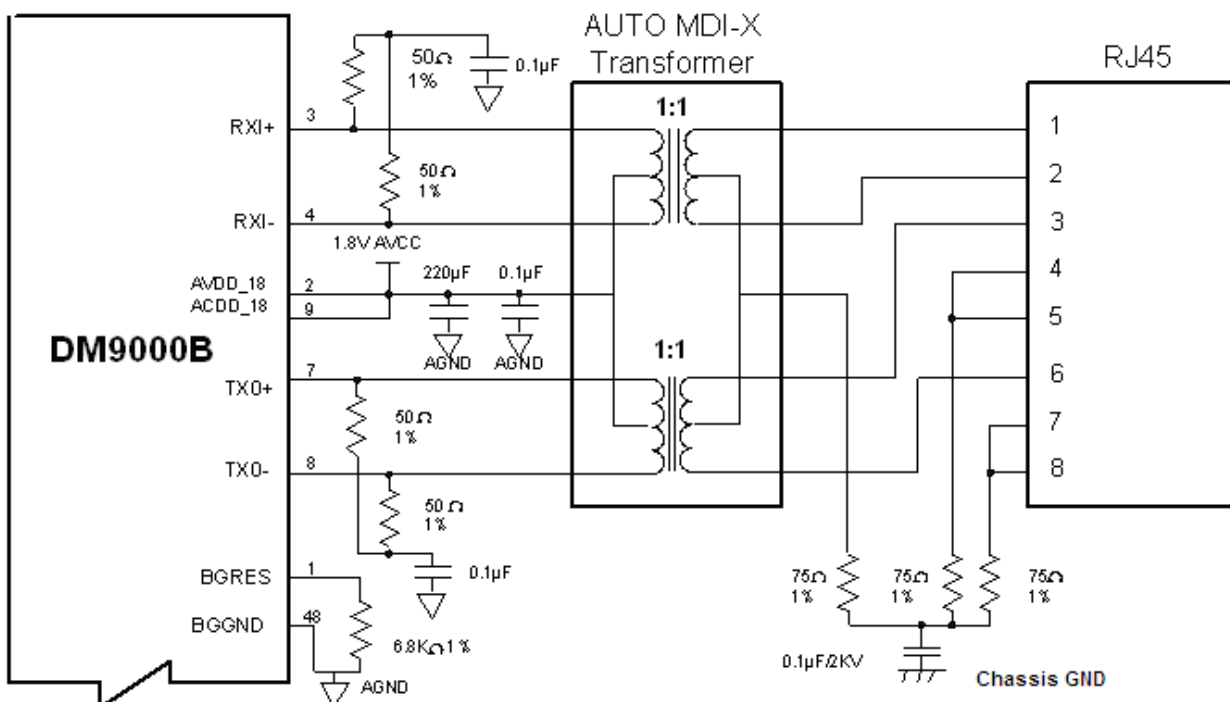 AUTO MDI-X
Transformer
RJ45
50Ω
1%
0.1µF
1:1
RXI+
3
1
2
50Ω
1%
RXI-
4
3
1.8V AVCC
4
AVDD_18
2
220µF
0.1µF
ACDD_18
9
5
DM9000B
AGND
AGND
1:1
TX0+
7
6
50Ω
1%
7
TX0-
8
8
50Ω
1%
BGRES
1
0.1µF
75Ω
1%
75Ω
1%
75Ω
1%
BGGND
48
6.8KΩ 1%
0.1µF/2KV
Chassis GND
AGND